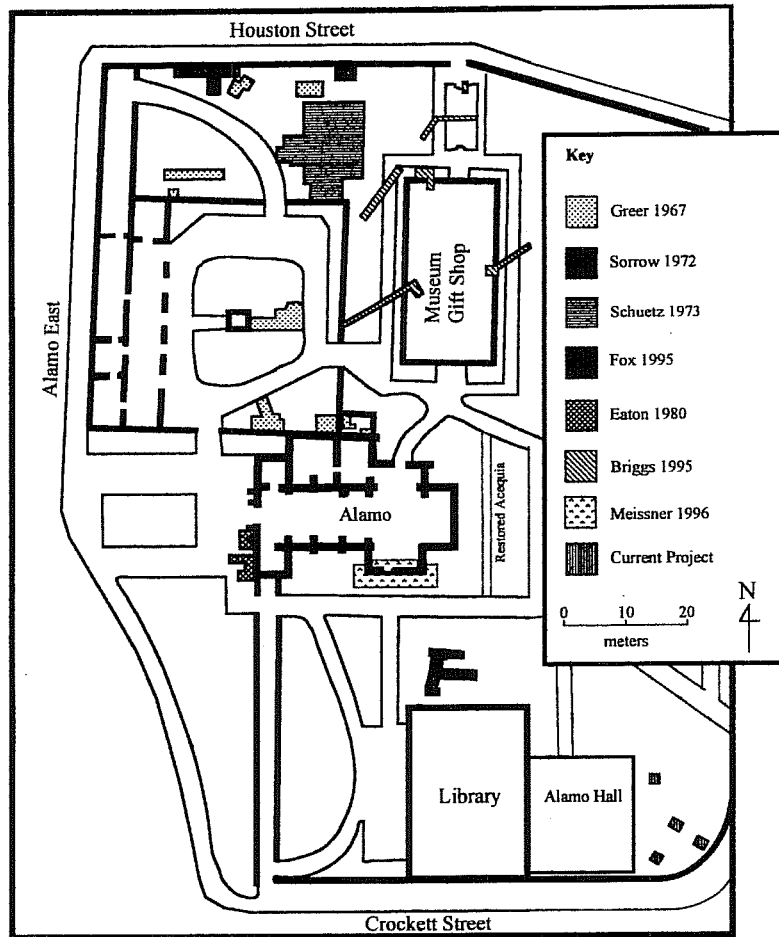 Houston Street
Alamo East
Museum
Gift Shop
Key
Greer 1967
Sorrow 1972
Schuetz 1973
Fox 1995
Eaton 1980
Briggs 1995
Meissner 1996
Current Project
N
0 10 20
meters
Alamo
Restored Acequia
Library
Alamo Hall
Crockett Street